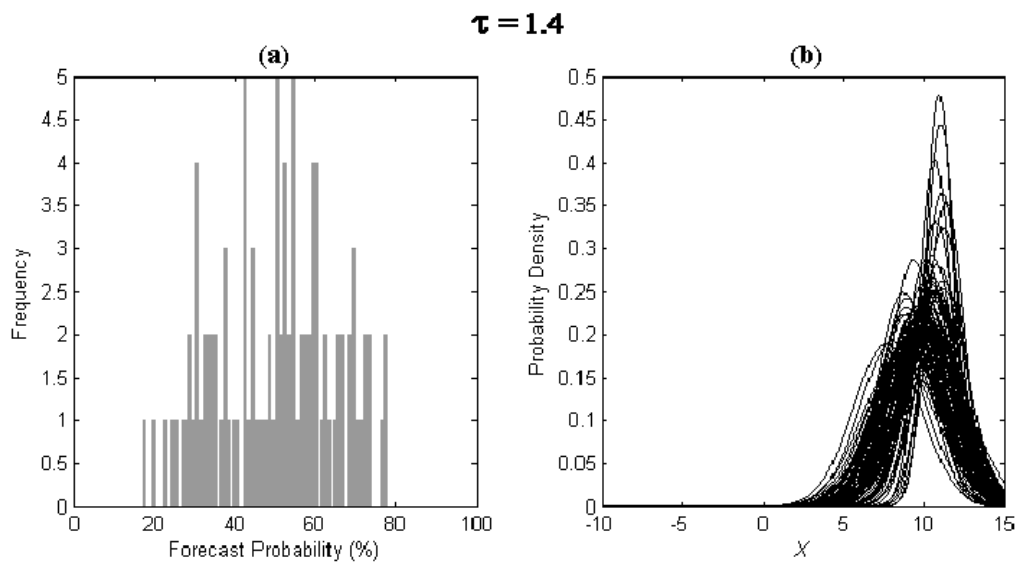 τ = 1.4
(a)
5
4.5
4
3.5
3
2.5
2
1.5
1
0.5
0
Frequency
0 20 40 60 80 100
Forecast Probability (%)
(b)
0.5
0.45
0.4
0.35
0.3
0.25
0.2
0.15
0.1
0.05
0
Probability Density
-10 -5 0 5 10 15
X